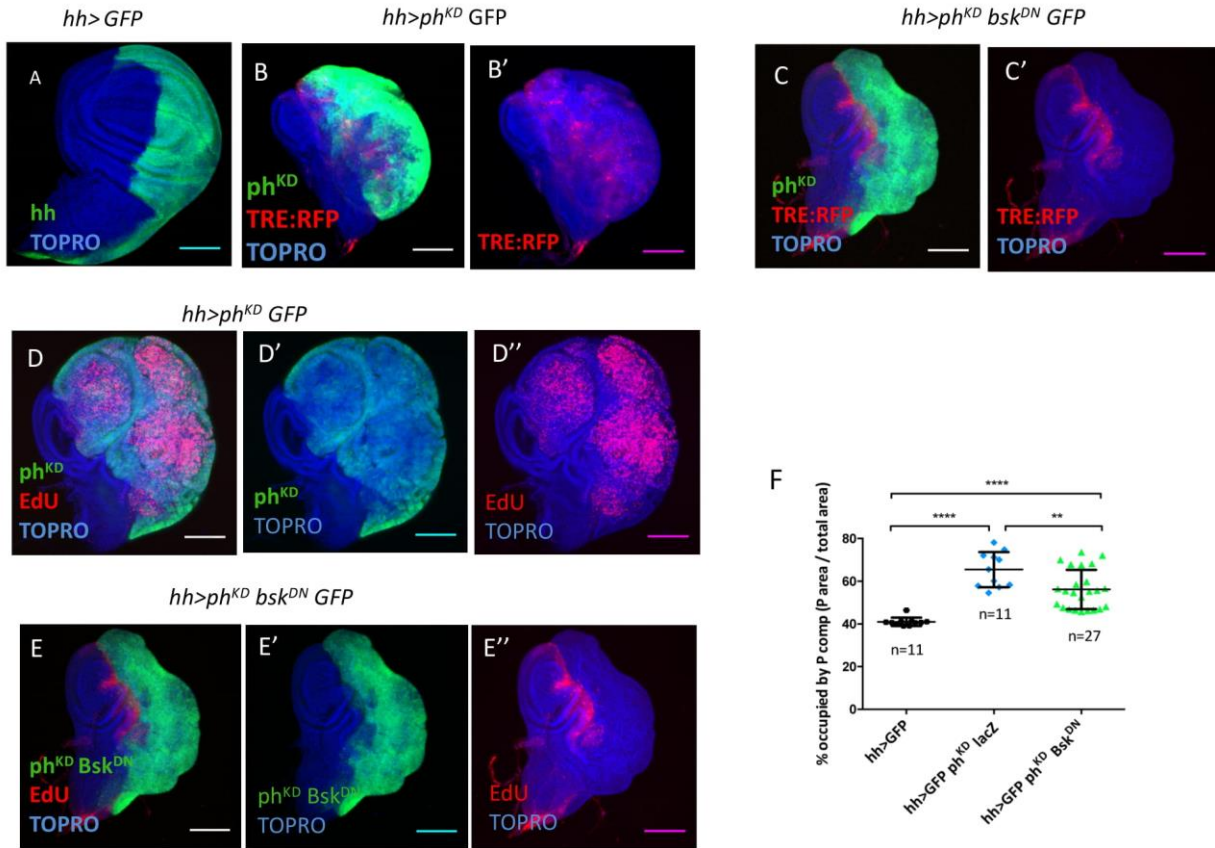 hh> GFP
hh>ph^KD GFP
hh>ph^KD bsk^DN GFP
A
hh
TOPRO
B
ph^KD
TRE:RFP
TOPRO
B’
TRE:RFP
C
ph^KD
TRE:RFP
TOPRO
C’
TRE:RFP
TOPRO
hh>ph^KD GFP
D
ph^KD
EdU
TOPRO
D’
ph^KD
TOPRO
D’’
EdU
TOPRO
hh>ph^KD bsk^DN GFP
E
ph^KD Bsk^DN
EdU
TOPRO
E’
ph^KD Bsk^DN
TOPRO
E’’
EdU
TOPRO
F
% occupied by P comp (P area / total area)
****
**** **
80
60
40
20
0
n=11
n=11
n=27
hh>GFP
hh>GFP ph^KD lacZ
hh>GFP ph^KD Bsk^DN